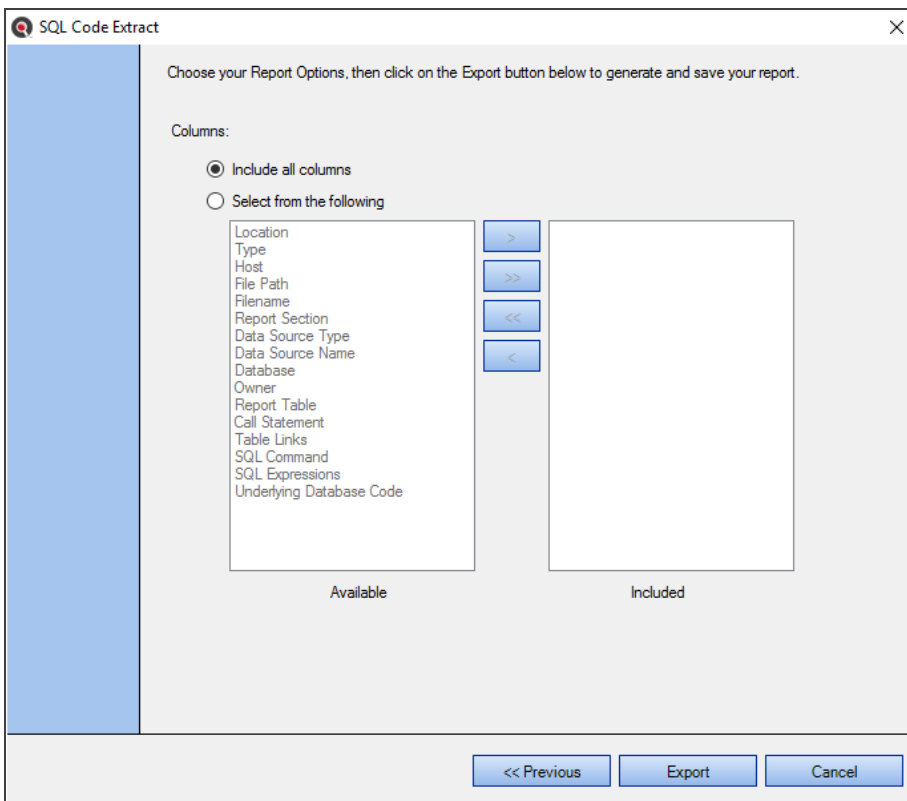 SQL Code Extract
Choose your Report Options, then click on the Export button below to generate and save your report.
Columns:
Include all columns
Select from the following
Location
Type
Host
File Path
Filename
Report Section
Data Source Type
Data Source Name
Database
Owner
Report Table
Call Statement
Table Links
SQL Command
SQL Expressions
Underlying Database Code
>
>>
<<
<
Available
Included
<< Previous
Export
Cancel